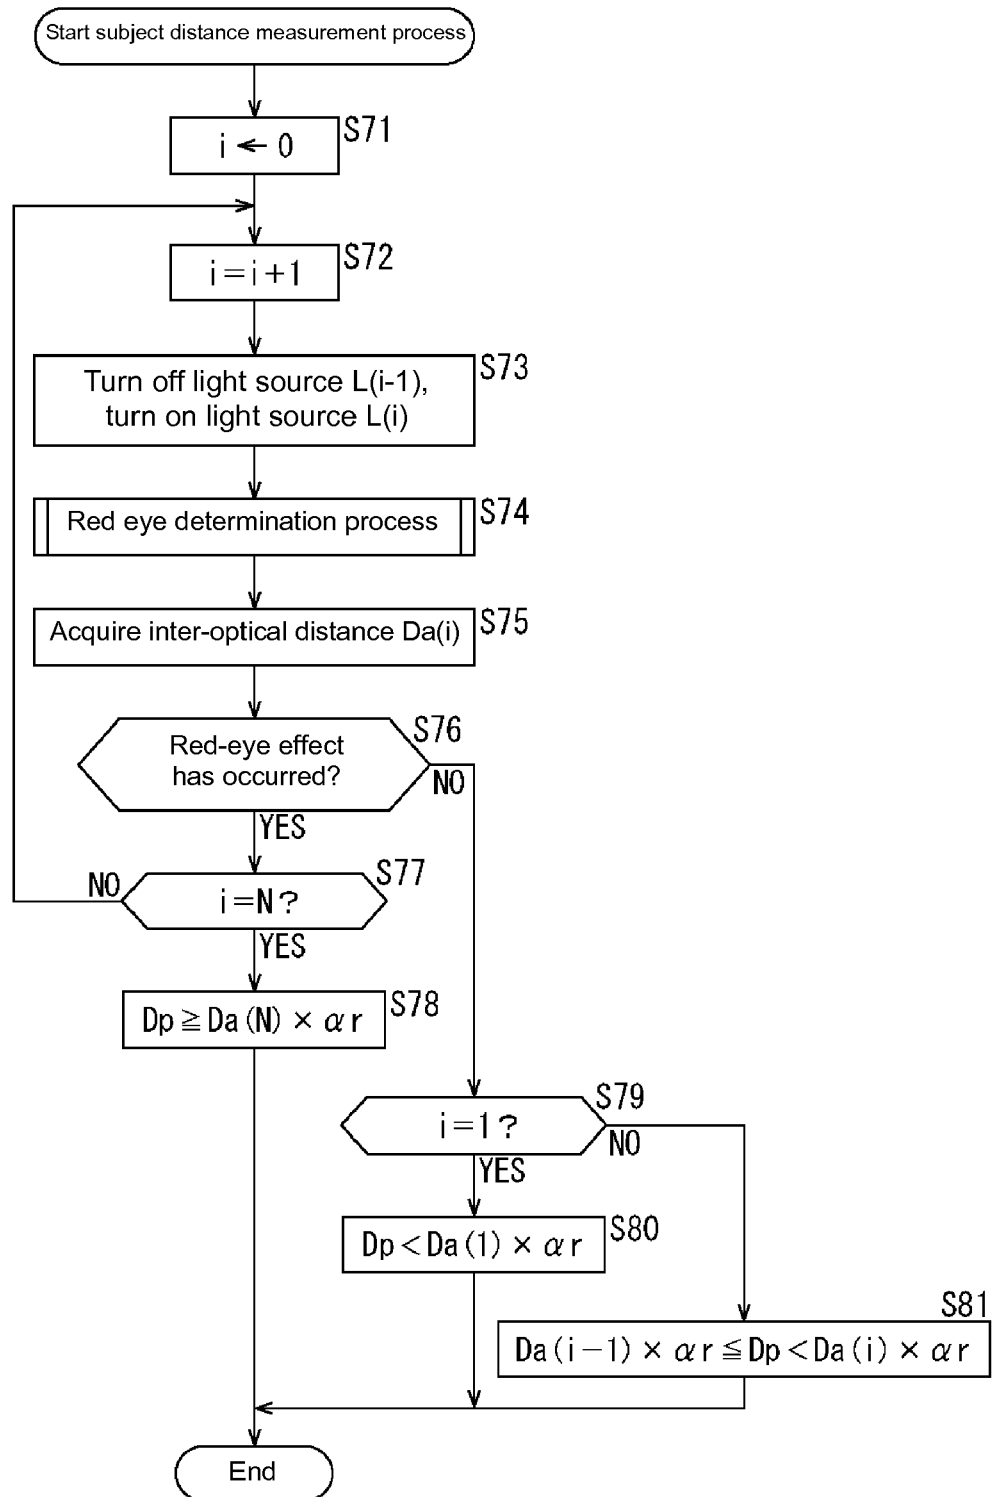 Start subject distance measurement process
S71
i ← 0
S72
i=i+1
S73
Turn off light source L(i-1),
turn on light source L(i)
S74
Red eye determination process
S75
Acquire inter-optical distance Da(i)
S76
Red-eye effect
has occurred?
NO
YES
S77
NO
i=N?
YES
S78
Dp≧Da(N)×αr
S79
i=1?
NO
YES
S80
Dp<Da(1)×αr
S81
Da(i-1)×αr≦Dp<Da(i)×αr
End